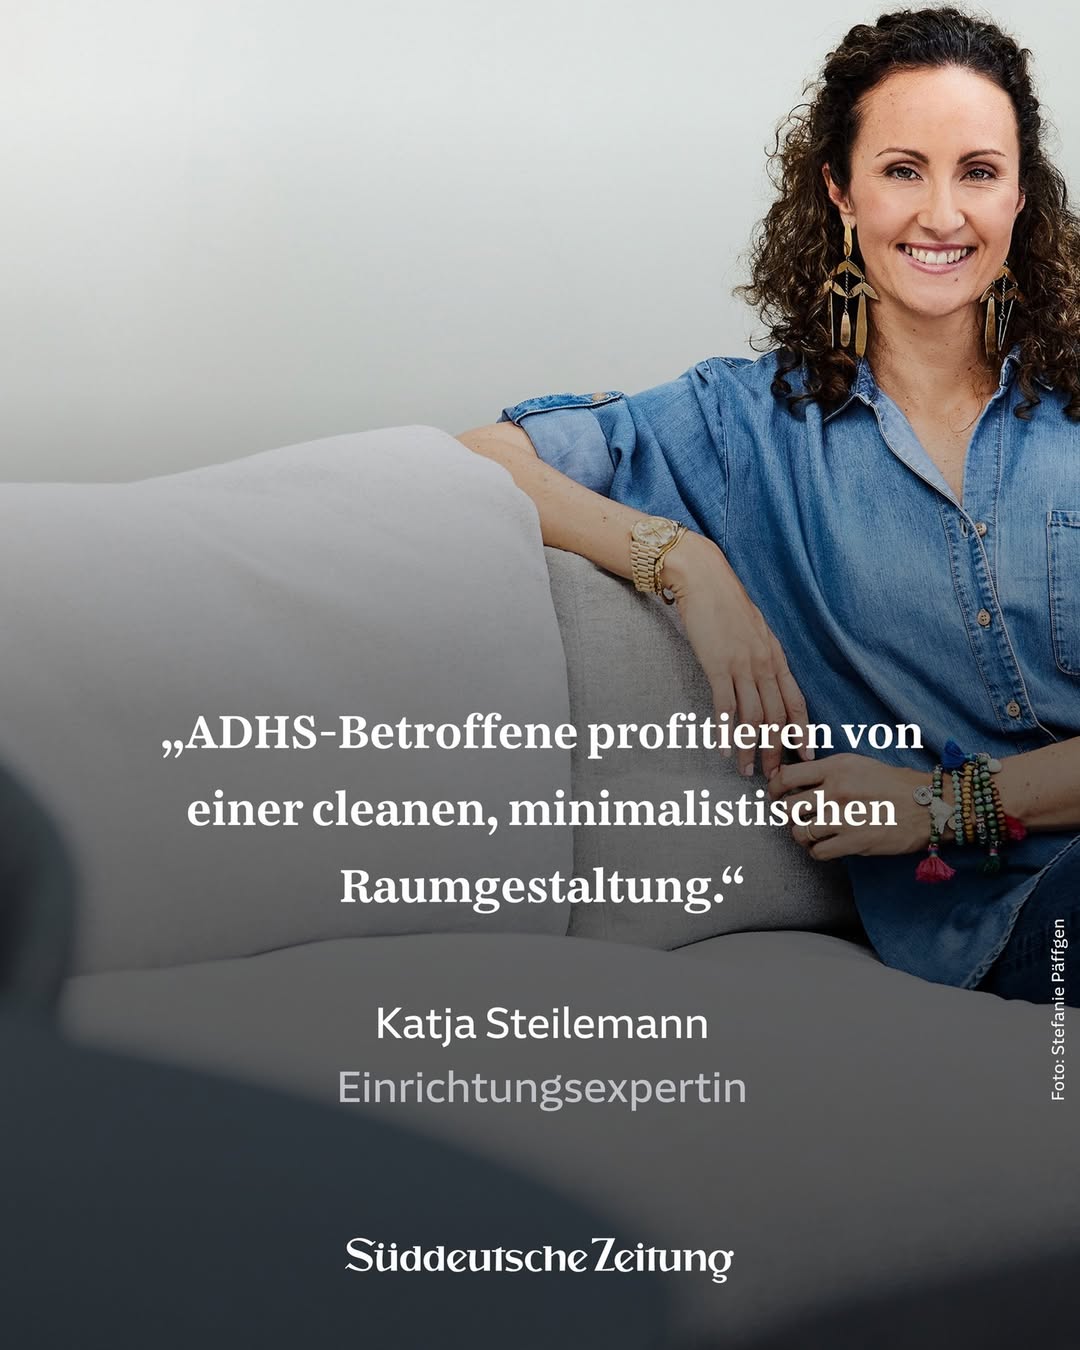 „ADHS-Betroffene profitieren von
einer cleanen, minimalistischen
Raumgestaltung.“
Katja Steilemann
Einrichtungsexpertin
Foto: Stefanie Päffgen
Süddeutsche Zeitung